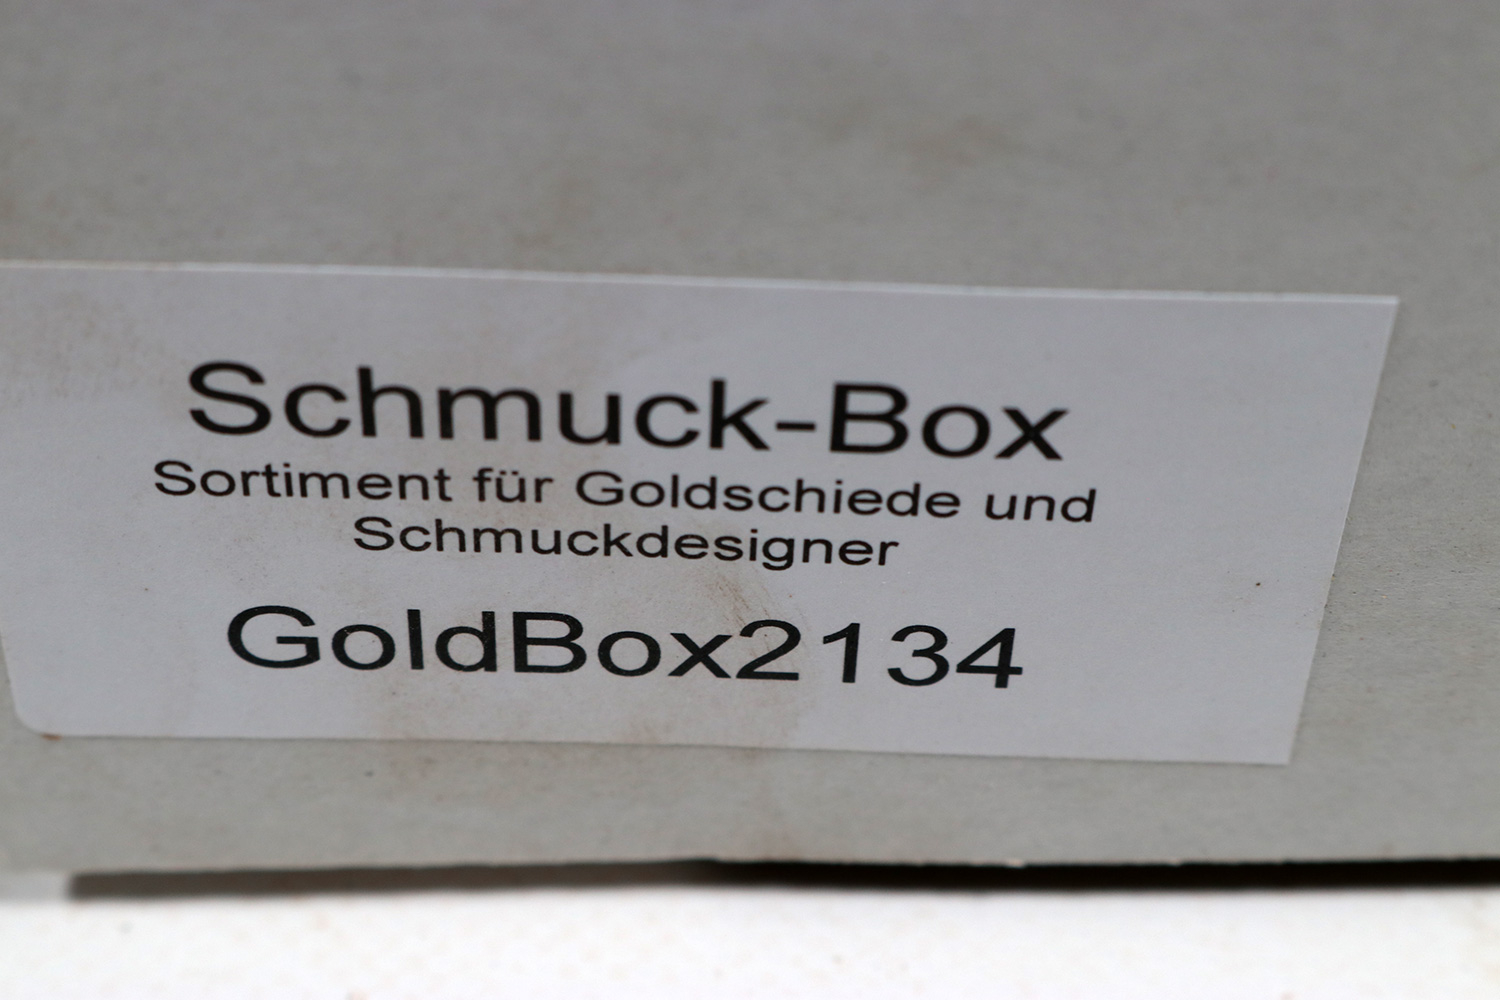 Schmuck-Box
Sortiment für Goldschiede und
Schmuckdesigner
GoldBox2134